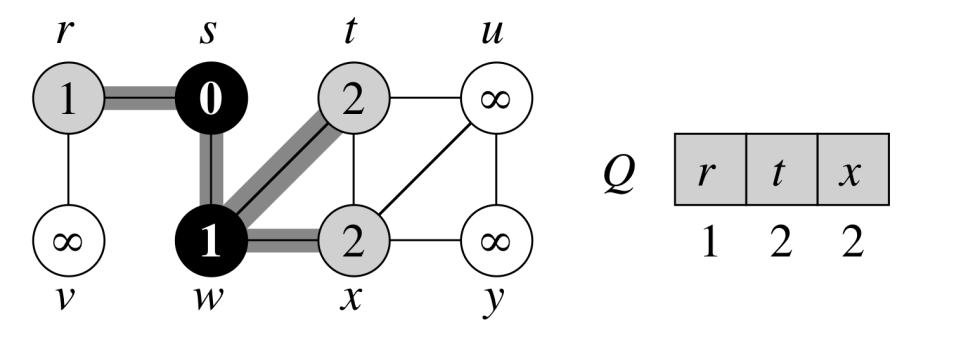 r s t u
1 0 2 ∞
Q r t x
∞ 1 2 ∞
1 2 2
v w x y